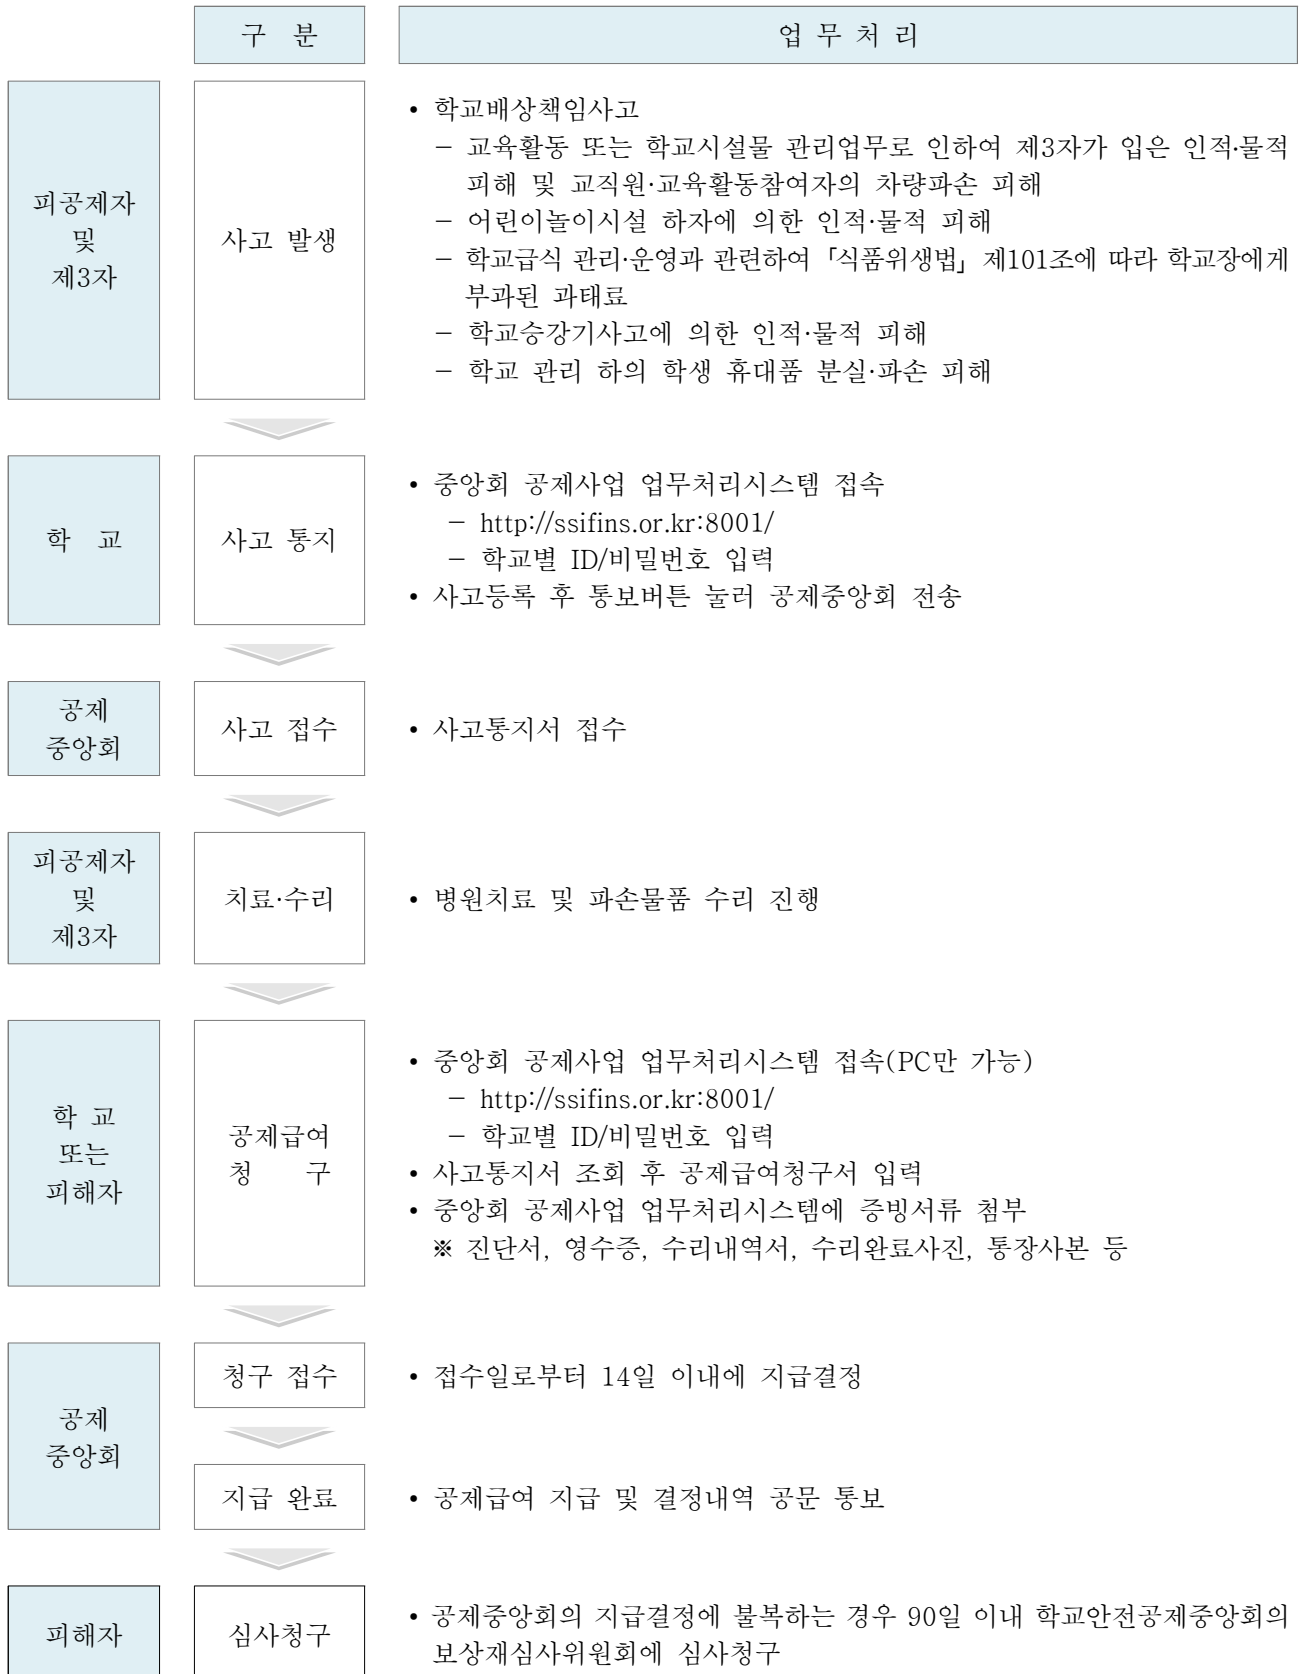 구 분
업 무 처 리
피공제자
및
제3자
사고 발생
• 학교배상책임사고
− 교육활동 또는 학교시설물 관리업무로 인하여 제3자가 입은 인적·물적
피해 및 교직원·교육활동참여자의 차량파손 피해
− 어린이놀이시설 하자에 의한 인적·물적 피해
− 학교급식 관리·운영과 관련하여 「식품위생법」 제101조에 따라 학교장에게
부과된 과태료
− 학교승강기사고에 의한 인적·물적 피해
− 학교 관리 하의 학생 휴대품 분실·파손 피해
학 교
사고 통지
• 중앙회 공제사업 업무처리시스템 접속
− http://ssifins.or.kr:8001/
− 학교별 ID/비밀번호 입력
• 사고등록 후 통보버튼 눌러 공제중앙회 전송
공제
중앙회
사고 접수
• 사고통지서 접수
피공제자
및
제3자
치료·수리
• 병원치료 및 파손물품 수리 진행
학 교
또는
피해자
공제급여
청 구
• 중앙회 공제사업 업무처리시스템 접속(PC만 가능)
− http://ssifins.or.kr:8001/
− 학교별 ID/비밀번호 입력
• 사고통지서 조회 후 공제급여청구서 입력
• 중앙회 공제사업 업무처리시스템에 증빙서류 첨부
※ 진단서, 영수증, 수리내역서, 수리완료사진, 통장사본 등
공제
중앙회
청구 접수
• 접수일로부터 14일 이내에 지급결정
지급 완료
• 공제급여 지급 및 결정내역 공문 통보
피해자
심사청구
• 공제중앙회의 지급결정에 불복하는 경우 90일 이내 학교안전공제중앙회의
보상재심사위원회에 심사청구